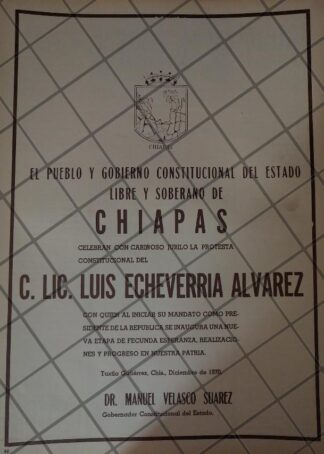 CHIAPAS
EL PUEBLO Y GOBIERNO CONSTITUCIONAL DEL ESTADO
LIBRE Y SOBERANO DE
CHIAPAS
CELEBRAN CON CARIÑOSO JUBILO LA PROTESTA
CONSTITUCIONAL DEL
C. LIC. LUIS ECHEVERRIA ALVAREZ
CON QUIEN AL INICIAR SU MANDATO COMO PRE-
SIDENTE DE LA REPUBLICA SE INAUGURA UNA NUE-
VA ETAPA DE FECUNDA ESPERANZA, REALIZACIO-
NES Y PROGRESO EN NUESTRA PATRIA.
Tuxtla Gutiérrez, Chis., Diciembre de 1970.
DR. MANUEL VELASCO SUAREZ
Gobernador Constitucional del Estado.